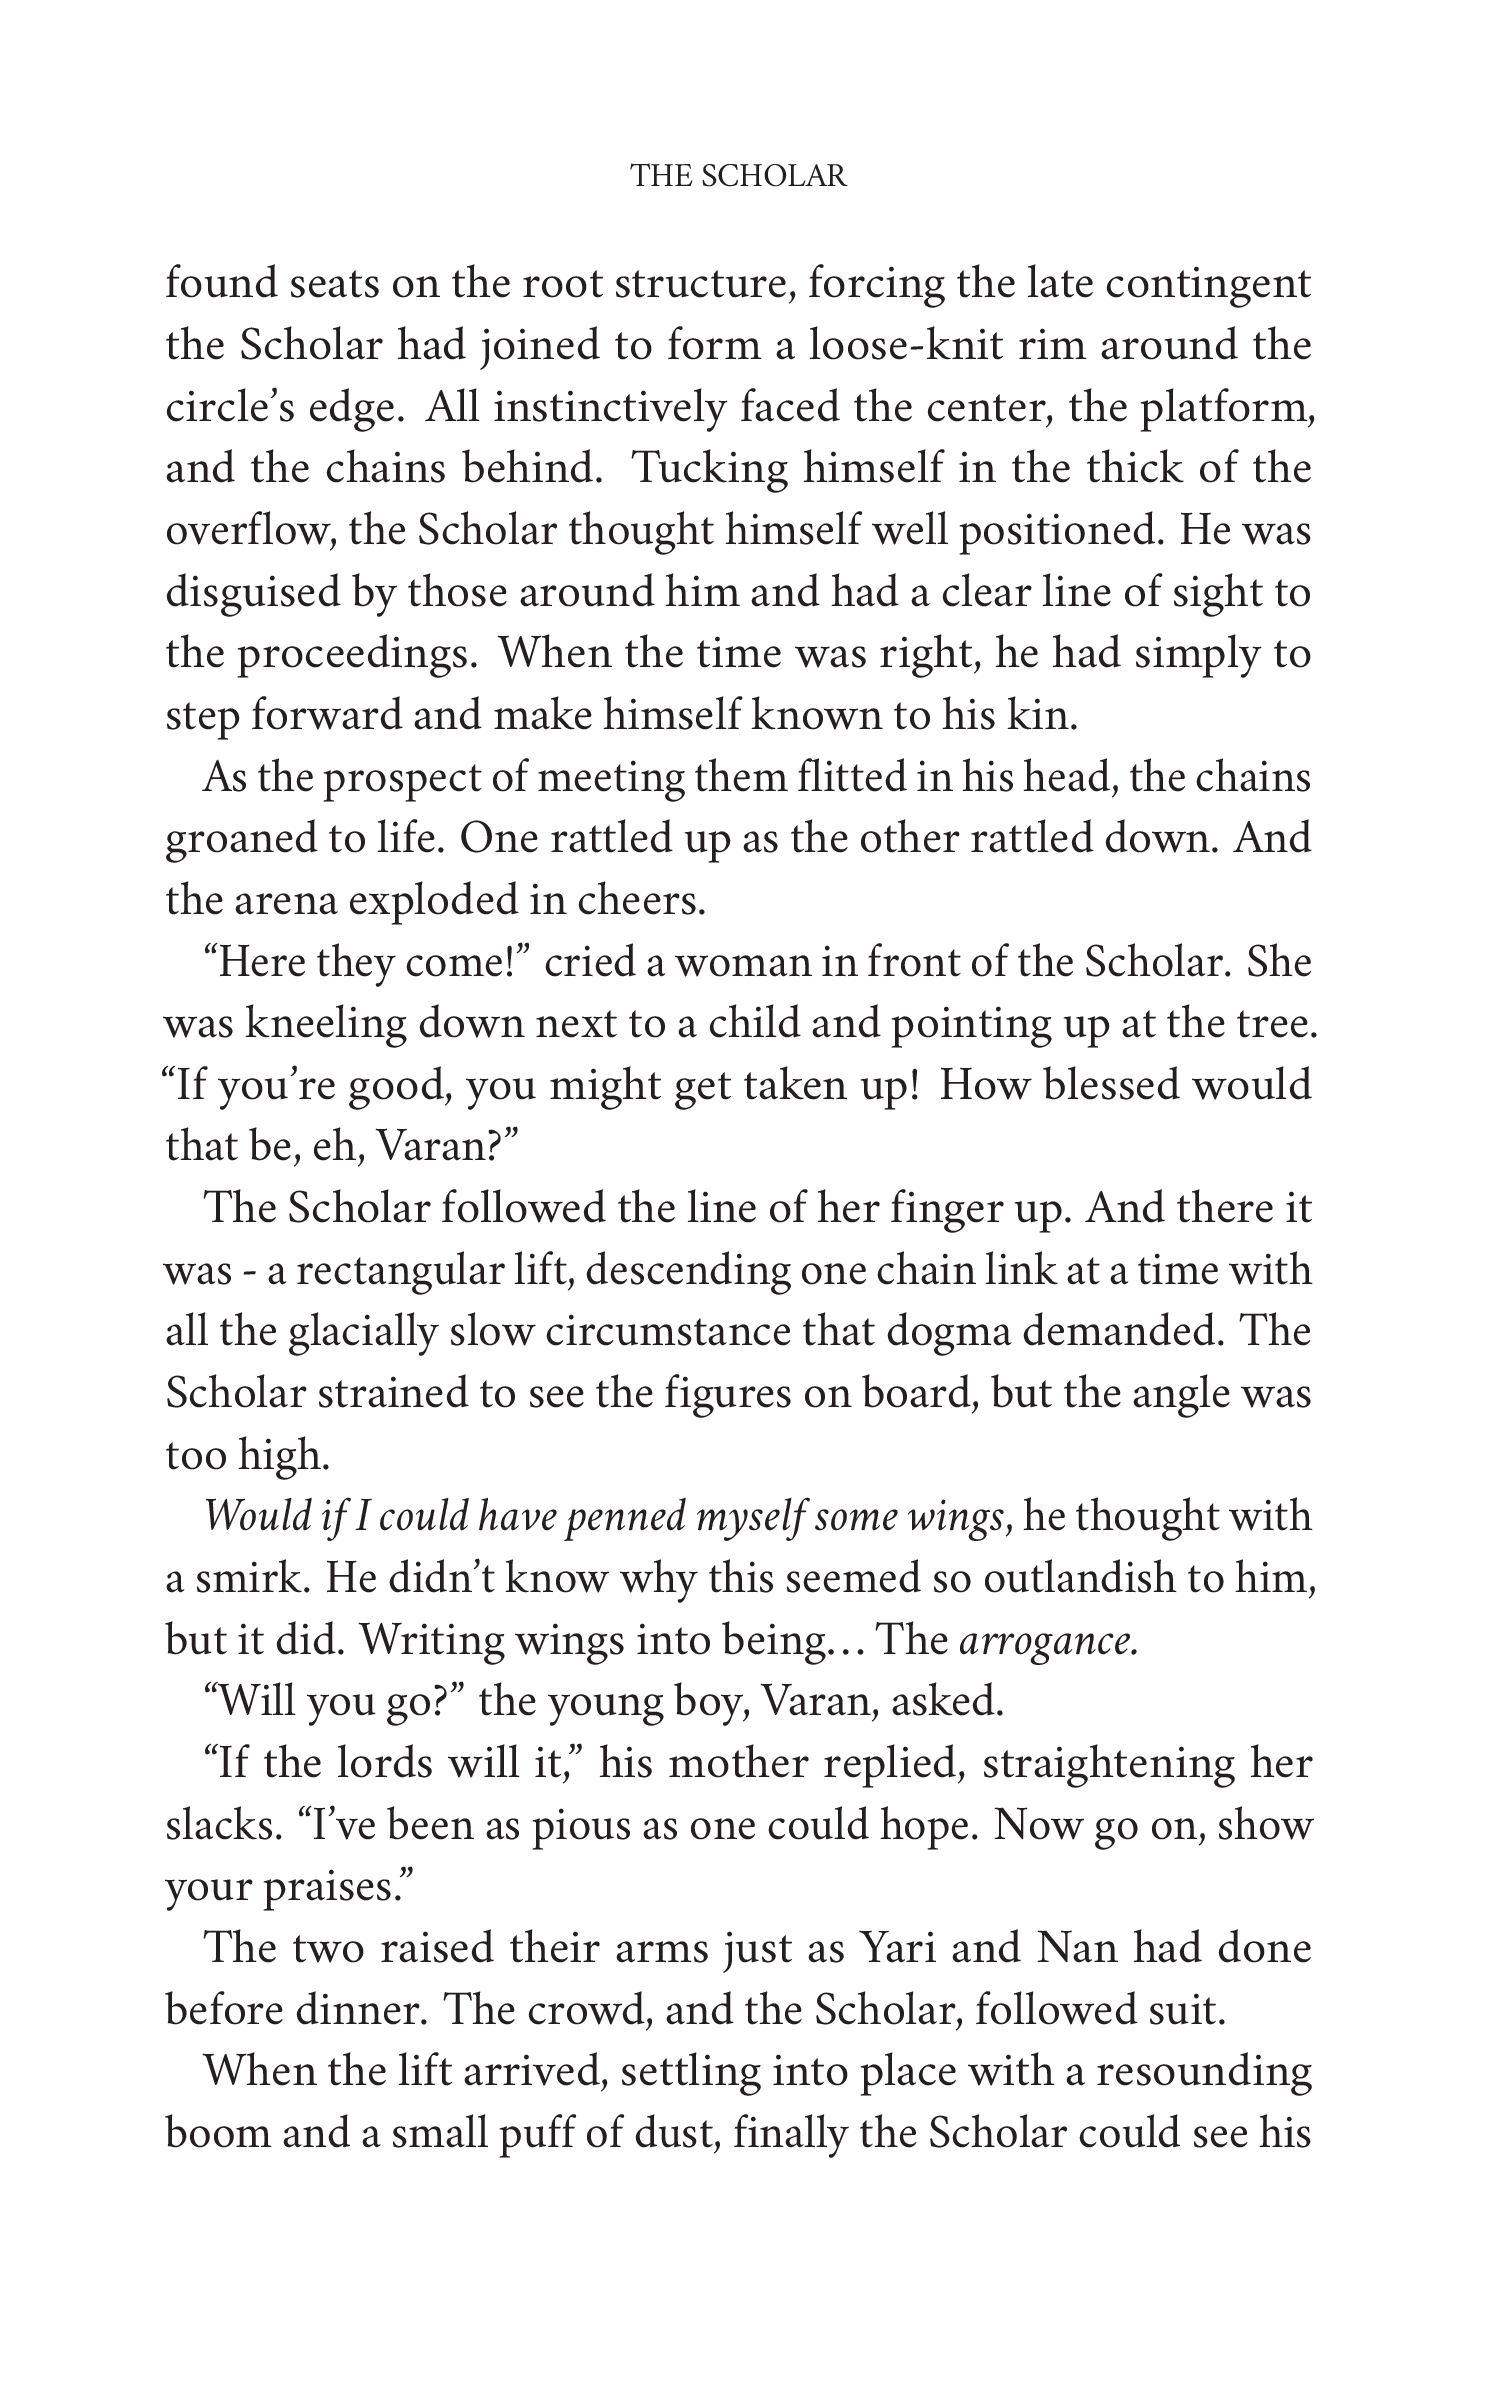 THE SCHOLAR
found seats on the root structure, forcing the late contingent
the Scholar had joined to form a loose-knit rim around the
circle’s edge. All instinctively faced the center, the platform,
and the chains behind. Tucking himself in the thick of the
overflow, the Scholar thought himself well positioned. He was
disguised by those around him and had a clear line of sight to
the proceedings. When the time was right, he had simply to
step forward and make himself known to his kin.
As the prospect of meeting them flitted in his head, the chains
groaned to life. One rattled up as the other rattled down. And
the arena exploded in cheers.
“Here they come!” cried a woman in front of the Scholar. She
was kneeling down next to a child and pointing up at the tree.
“If you’re good, you might get taken up! How blessed would
that be, eh, Varan?”
The Scholar followed the line of her finger up. And there it
was - a rectangular lift, descending one chain link at a time with
all the glacially slow circumstance that dogma demanded. The
Scholar strained to see the figures on board, but the angle was
too high.
Would if I could have penned myself some wings, he thought with
a smirk. He didn’t know why this seemed so outlandish to him,
but it did. Writing wings into being… The arrogance.
“Will you go?” the young boy, Varan, asked.
“If the lords will it,” his mother replied, straightening her
slacks. “I’ve been as pious as one could hope. Now go on, show
your praises.”
The two raised their arms just as Yari and Nan had done
before dinner. The crowd, and the Scholar, followed suit.
When the lift arrived, settling into place with a resounding
boom and a small puff of dust, finally the Scholar could see his